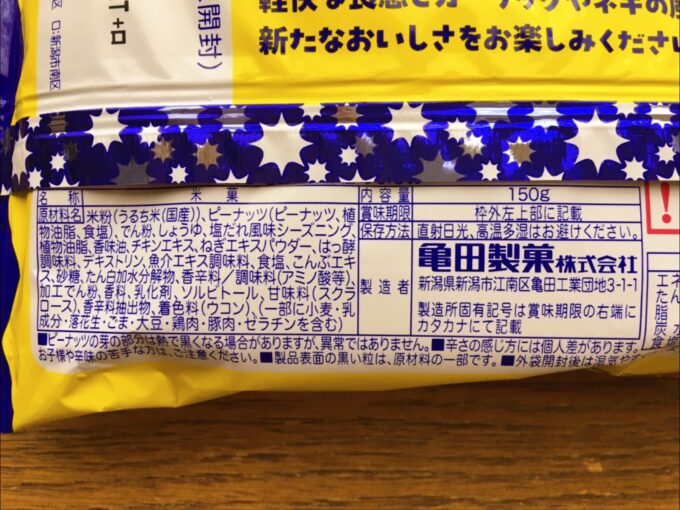 開封）
T+ロ
ロ:新潟市南区
新たなおいしさをお楽しみください
名称 米菓
原材料名 米粉(うるち米(国産))、ピーナッツ(ピーナッツ、植
物油脂、食塩)、でん粉、しょうゆ、塩だれ風味シーズニング、
植物油脂、香味油、チキンエキス、ねぎエキスパウダー、はっ酵
調味料、デキストリン、魚介エキス調味料、食塩、こんぶエキ
ス、砂糖、たん白加水分解物、香辛料／調味料(アミノ酸等)、
加工でん粉、香料、乳化剤、ソルビトール、甘味料(スクラ
ロース)、香辛料抽出物、着色料(ウコン)、(一部に小麦・乳
成分・落花生・ごま・大豆・鶏肉・豚肉・ゼラチンを含む)
内容量 150g
賞味期限 枠外左上部に記載
保存方法 直射日光、高温多湿はお避けください。
製造者 亀田製菓株式会社
新潟県新潟市江南区亀田工業団地3-1-1
製造所固有記号は賞味期限の右端に
カタカナにて記載
■ピーナッツの芽の部分は熱で黒くなる場合がありますが、異常ではありません。■辛さの感じ方には個人差があります。
お子様や辛味の苦手な方は、ご注意ください。■製品表面の黒い粒は、原材料の一部です。■外袋開封後は湿気やす